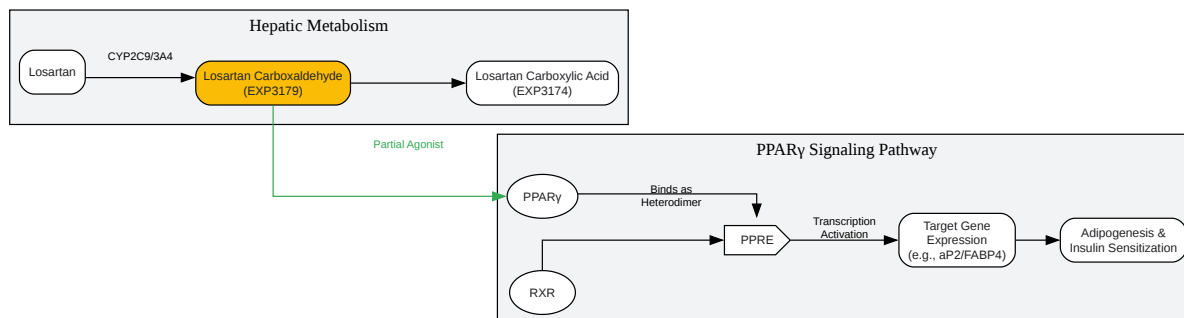 Hepatic Metabolism
CYP2C9/3A4
Losartan
Losartan Carboxaldehyde
(EXP3179)
Losartan Carboxylic Acid
(EXP3174)
Partial Agonist
PPARγ Signaling Pathway
PPARγ
Binds as
Heterodimer
RXR
PPRE
Transcription
Activation
Target Gene
Expression
(e.g., aP2/FABP4)
Adipogenesis &
Insulin Sensitization